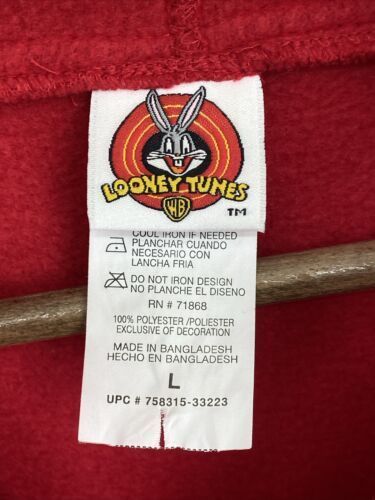 LOONEY TUNES
WB
TM
COOL IRON IF NEEDED
PLANCHAR CUANDO
NECESARIO CON
LANCHA FRIA
DO NOT IRON DESIGN
NO PLANCHE EL DISENO
RN # 71868
100% POLYESTER /POLIESTER
EXCLUSIVE OF DECORATION
MADE IN BANGLADESH
HECHO EN BANGLADESH
L
UPC # 758315-33223